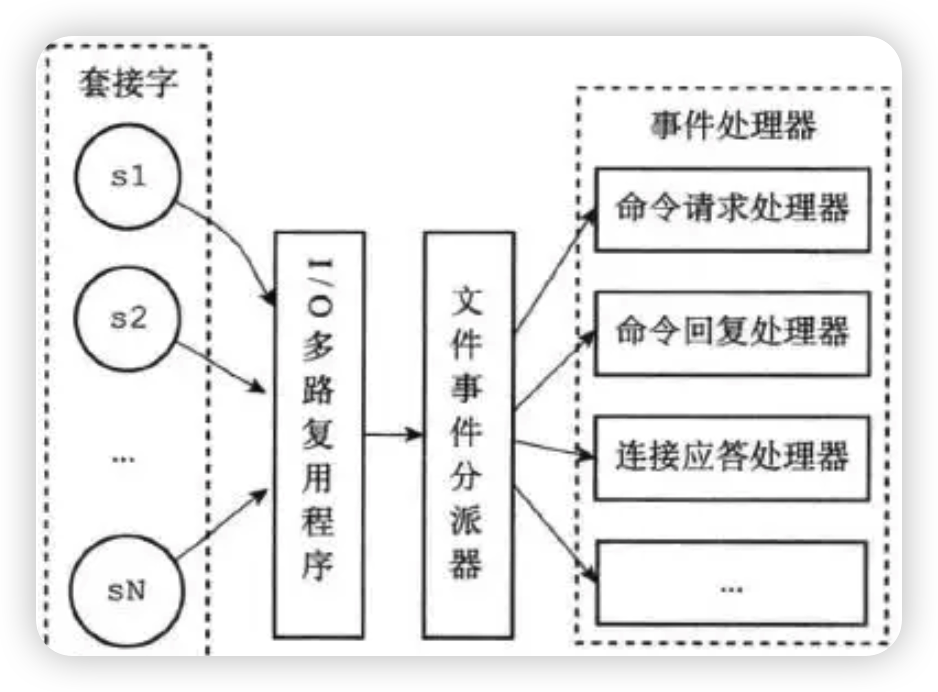 套接字
s1
s2
...
sN
I/O多路复用程序
文件事件分派器
事件处理器
命令请求处理器
命令回复处理器
连接应答处理器
...